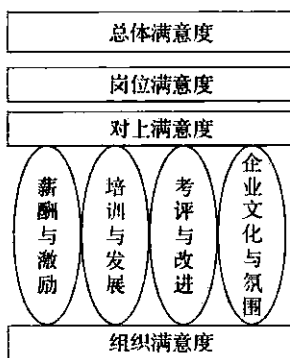 总体满意度
岗位满意度
对上满意度
薪酬与激励
培训与发展
考评与改进
企业文化与氛围
组织满意度